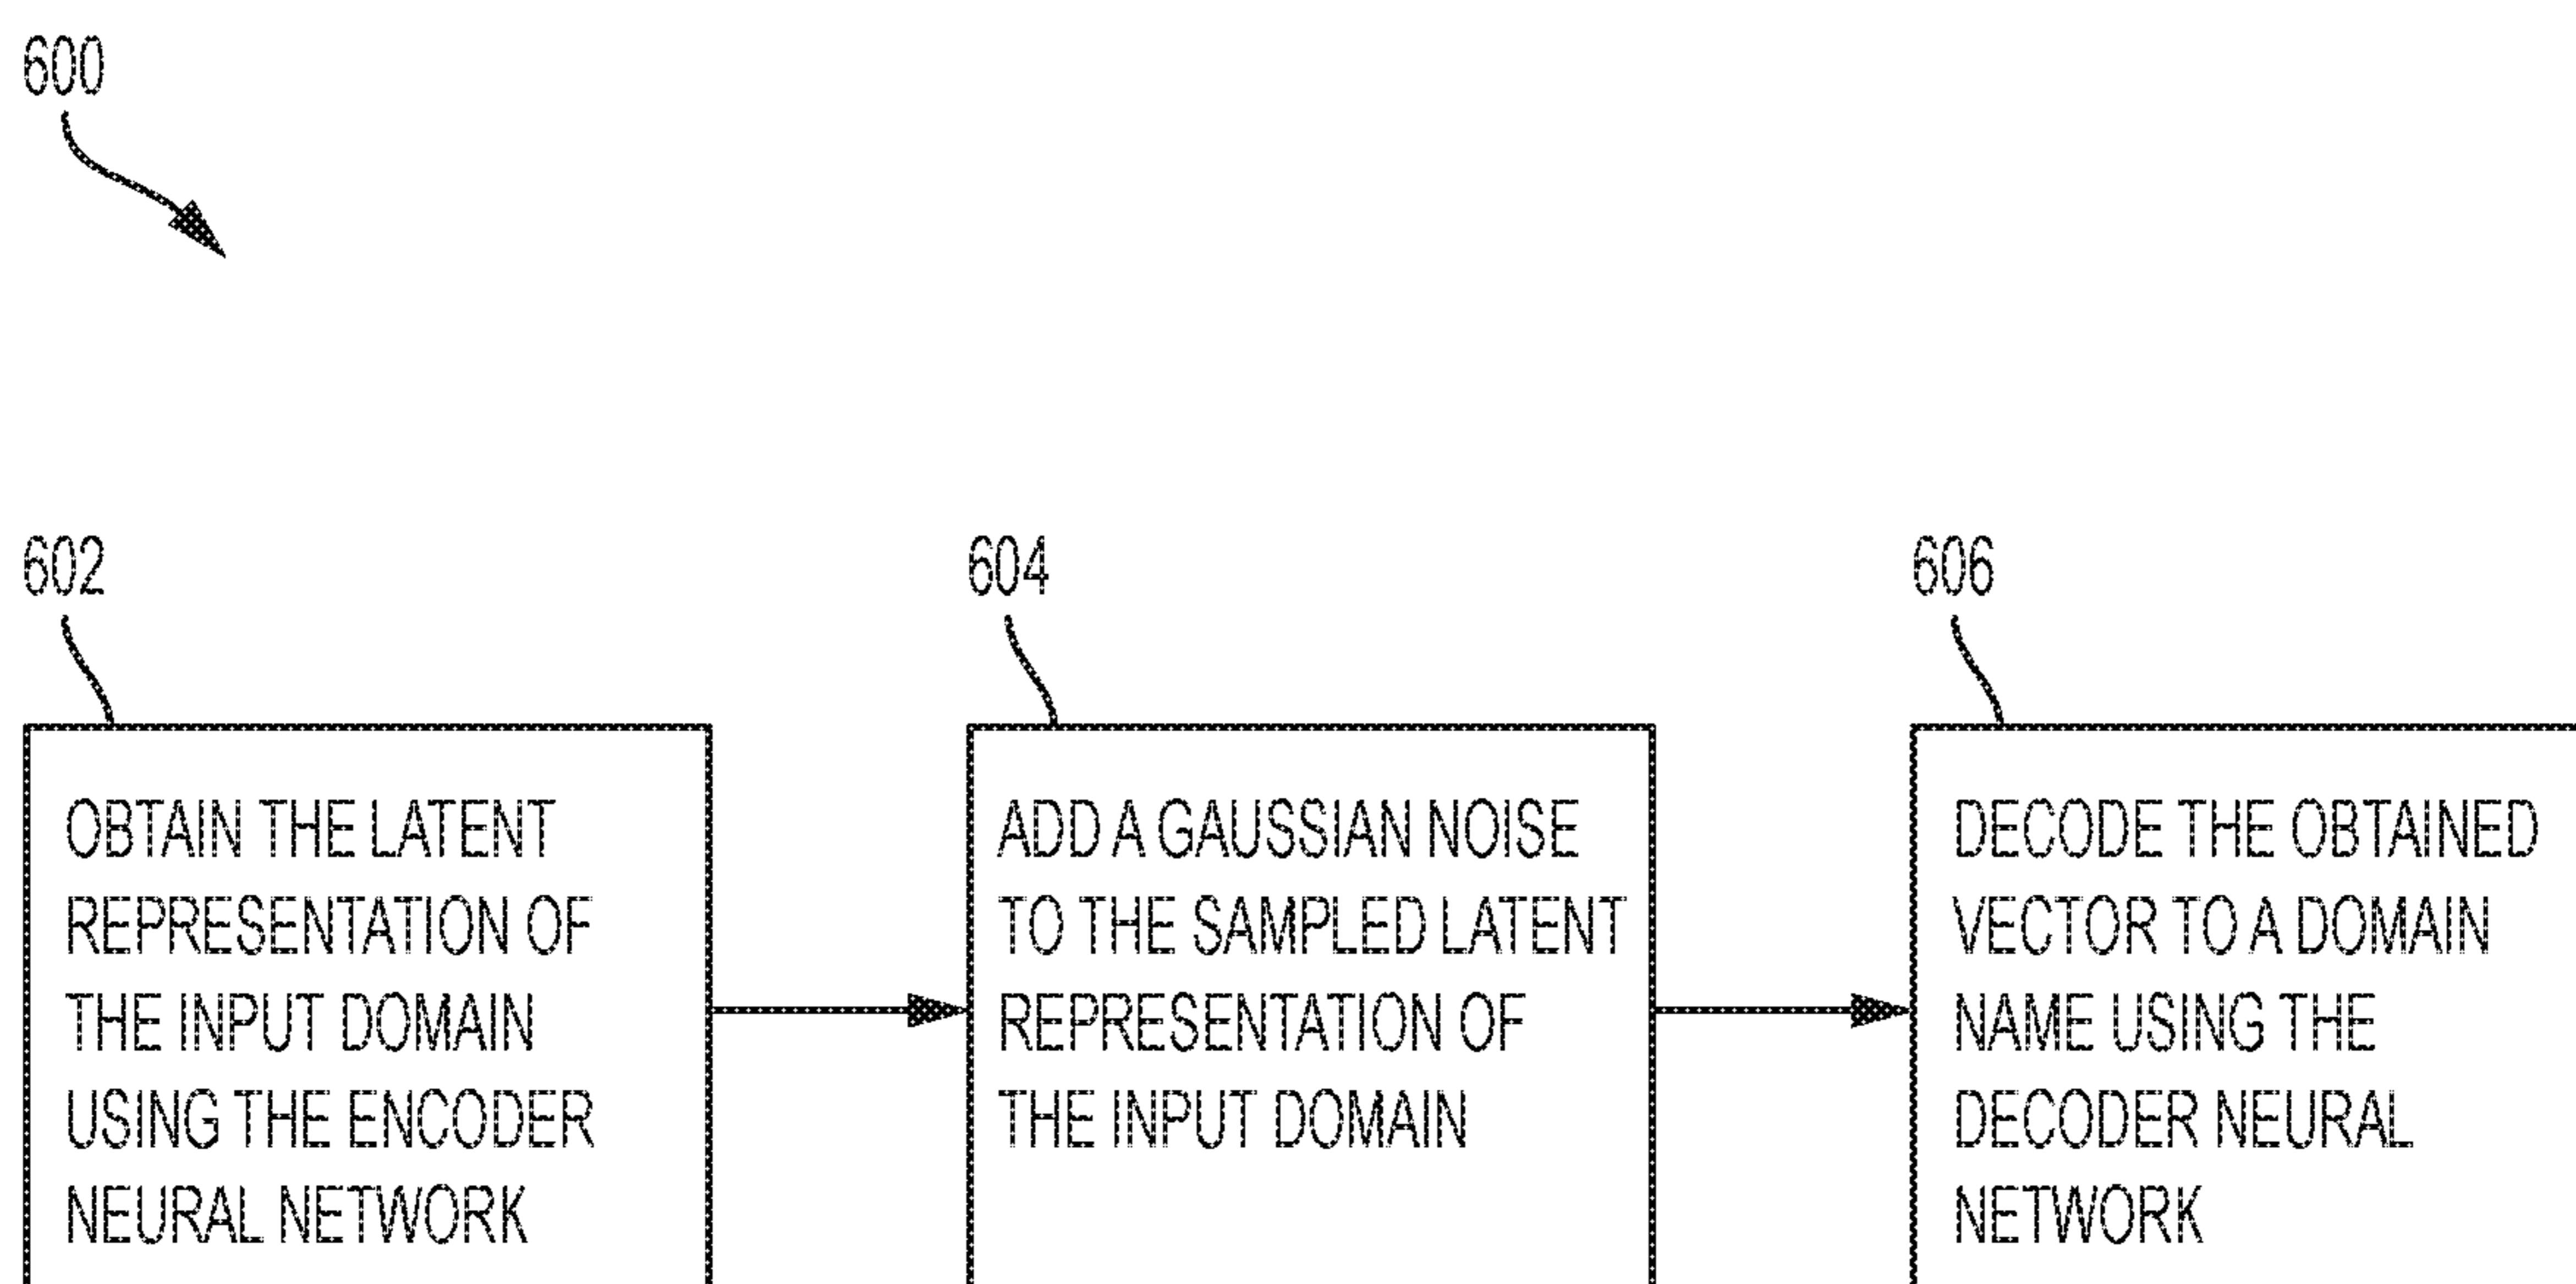 600
602
OBTAIN THE LATENT
REPRESENTATION OF
THE INPUT DOMAIN
USING THE ENCODER
NEURAL NETWORK
604
ADD A GAUSSIAN NOISE
TO THE SAMPLED LATENT
REPRESENTATION OF
THE INPUT DOMAIN
606
DECODE THE OBTAINED
VECTOR TO A DOMAIN
NAME USING THE
DECODER NEURAL
NETWORK